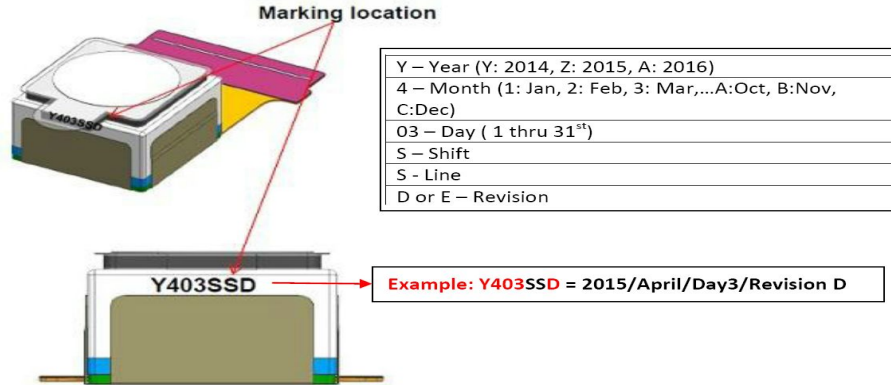 Marking location
Y403SSD
Y – Year (Y: 2014, Z: 2015, A: 2016)
4 – Month (1: Jan, 2: Feb, 3: Mar,...A:Oct, B:Nov,
C:Dec)
03 – Day ( 1 thru 31st)
S – Shift
S - Line
D or E – Revision
Y403SSD
Example: Y403SSD = 2015/April/Day3/Revision D